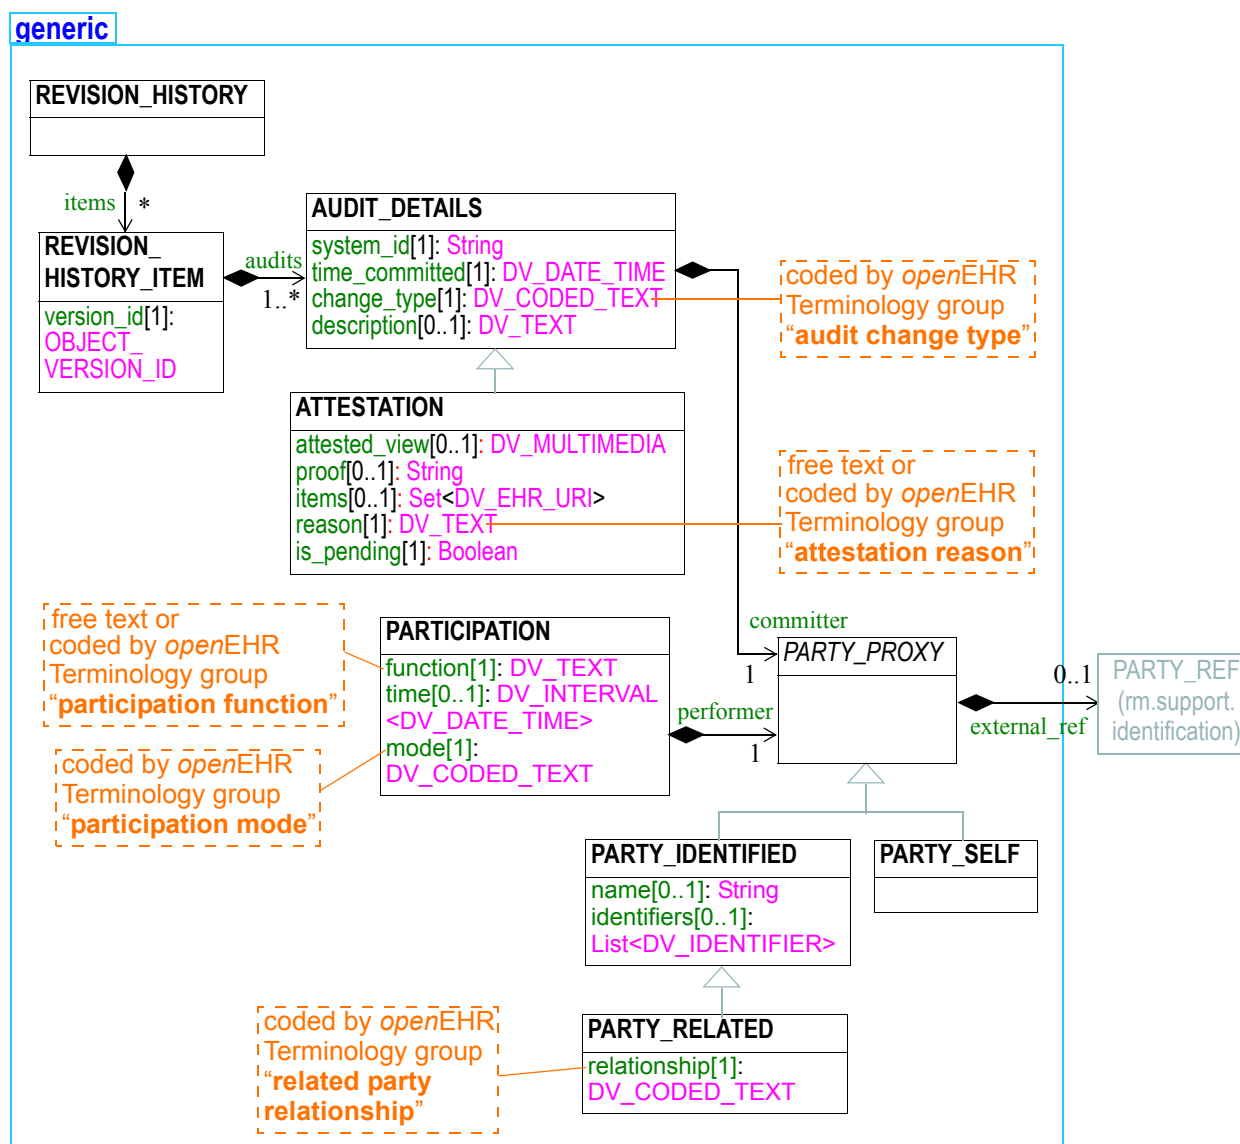 generic
REVISION_HISTORY
items
*
REVISION_
HISTORY_ITEM
version_id[1]:
OBJECT_
VERSION_ID
audits
1..*
AUDIT_DETAILS
system_id[1]: String
time_committed[1]: DV_DATE_TIME
change_type[1]: DV_CODED_TEXT
description[0..1]: DV_TEXT
coded by openEHR
Terminology group
“audit change type”
ATTESTATION
attested_view[0..1]: DV_MULTIMEDIA
proof[0..1]: String
items[0..1]: Set<DV_EHR_URI>
reason[1]: DV_TEXT
is_pending[1]: Boolean
free text or
coded by openEHR
Terminology group
“attestation reason”
free text or
coded by openEHR
Terminology group
“participation function”
coded by openEHR
Terminology group
“participation mode”
PARTICIPATION
function[1]: DV_TEXT
time[0..1]: DV_INTERVAL
<DV_DATE_TIME>
mode[1]:
DV_CODED_TEXT
performer
1
committer
1
PARTY_PROXY
0..1
external_ref
PARTY_REF
(rm.support.
identification)
PARTY_IDENTIFIED
name[0..1]: String
identifiers[0..1]:
List<DV_IDENTIFIER>
PARTY_SELF
coded by openEHR
Terminology group
“related party
relationship”
PARTY_RELATED
relationship[1]:
DV_CODED_TEXT